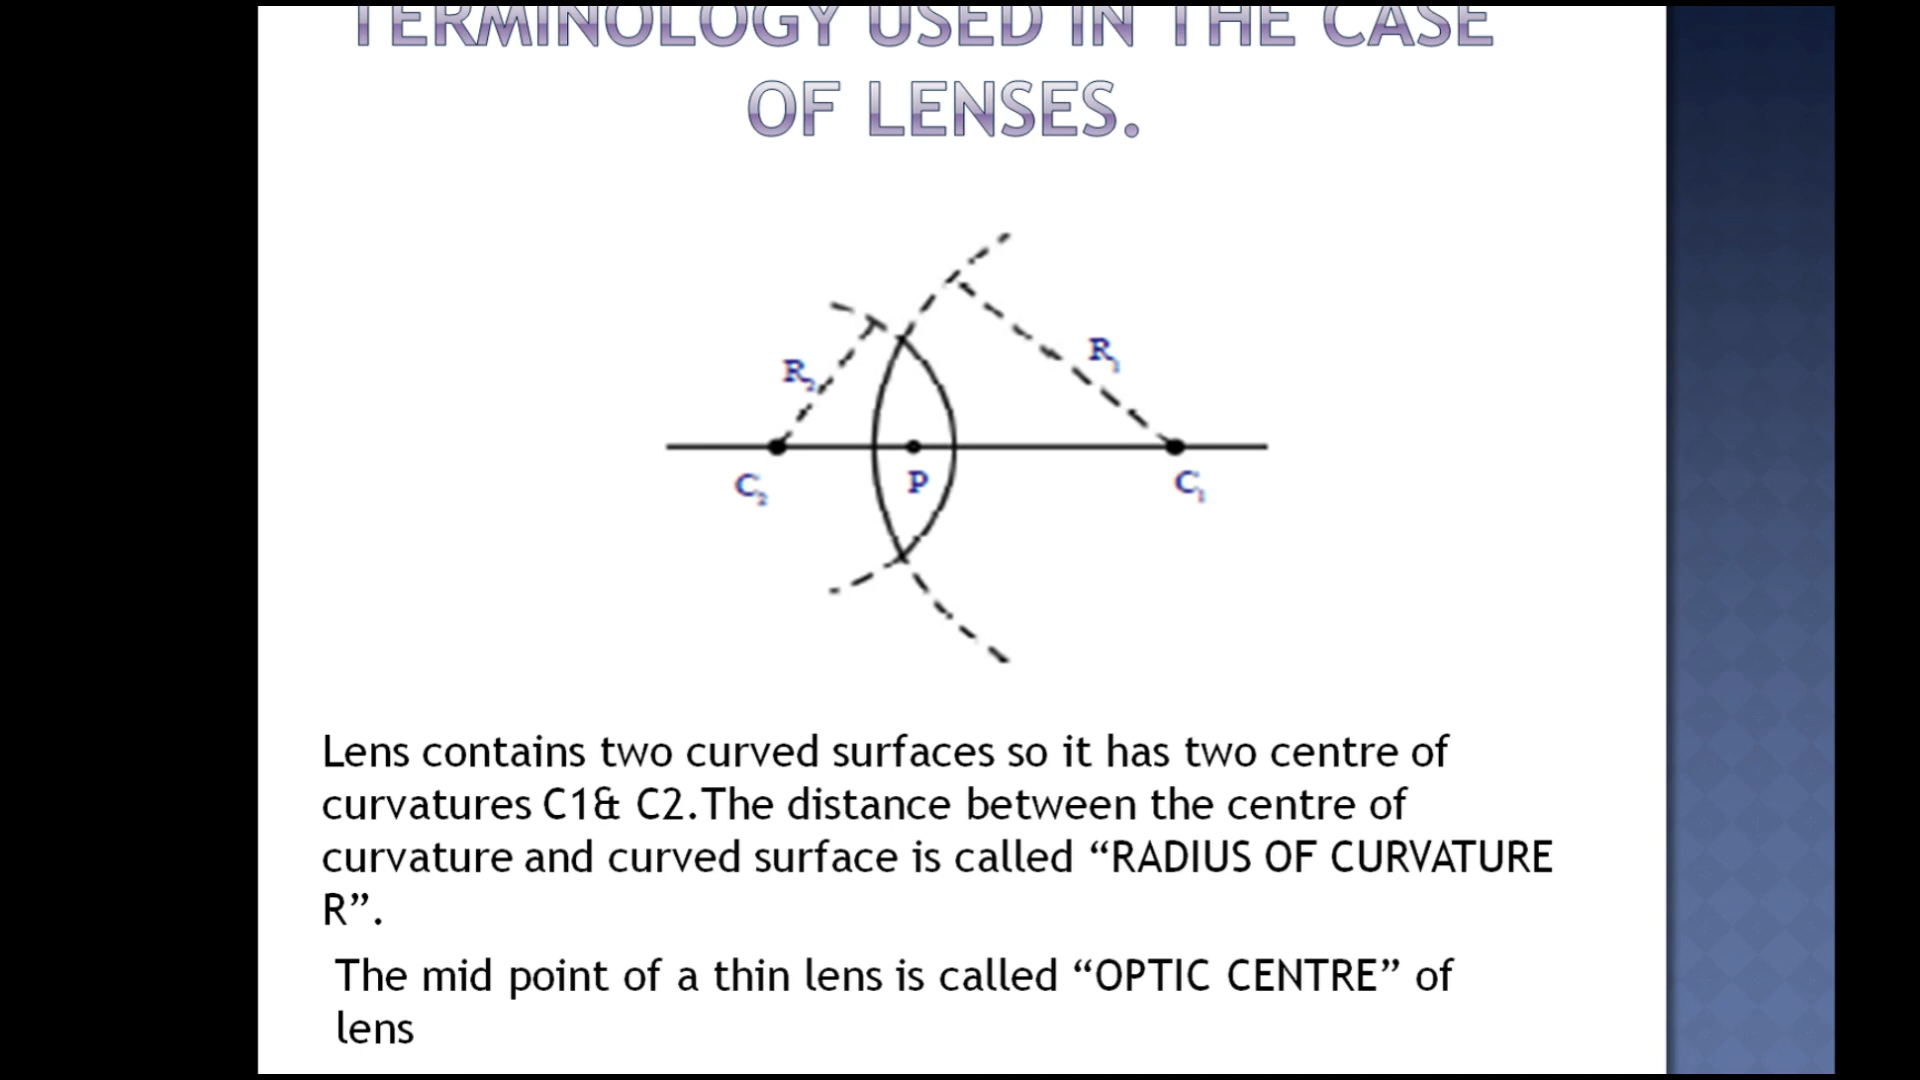 TERMINOLOGY USED IN THE CASE
OF LENSES.
R₂
R₁
C₂
P
C₁
Lens contains two curved surfaces so it has two centre of
curvatures C1& C2.The distance between the centre of
curvature and curved surface is called “RADIUS OF CURVATURE
R”.
The mid point of a thin lens is called “OPTIC CENTRE” of
lens